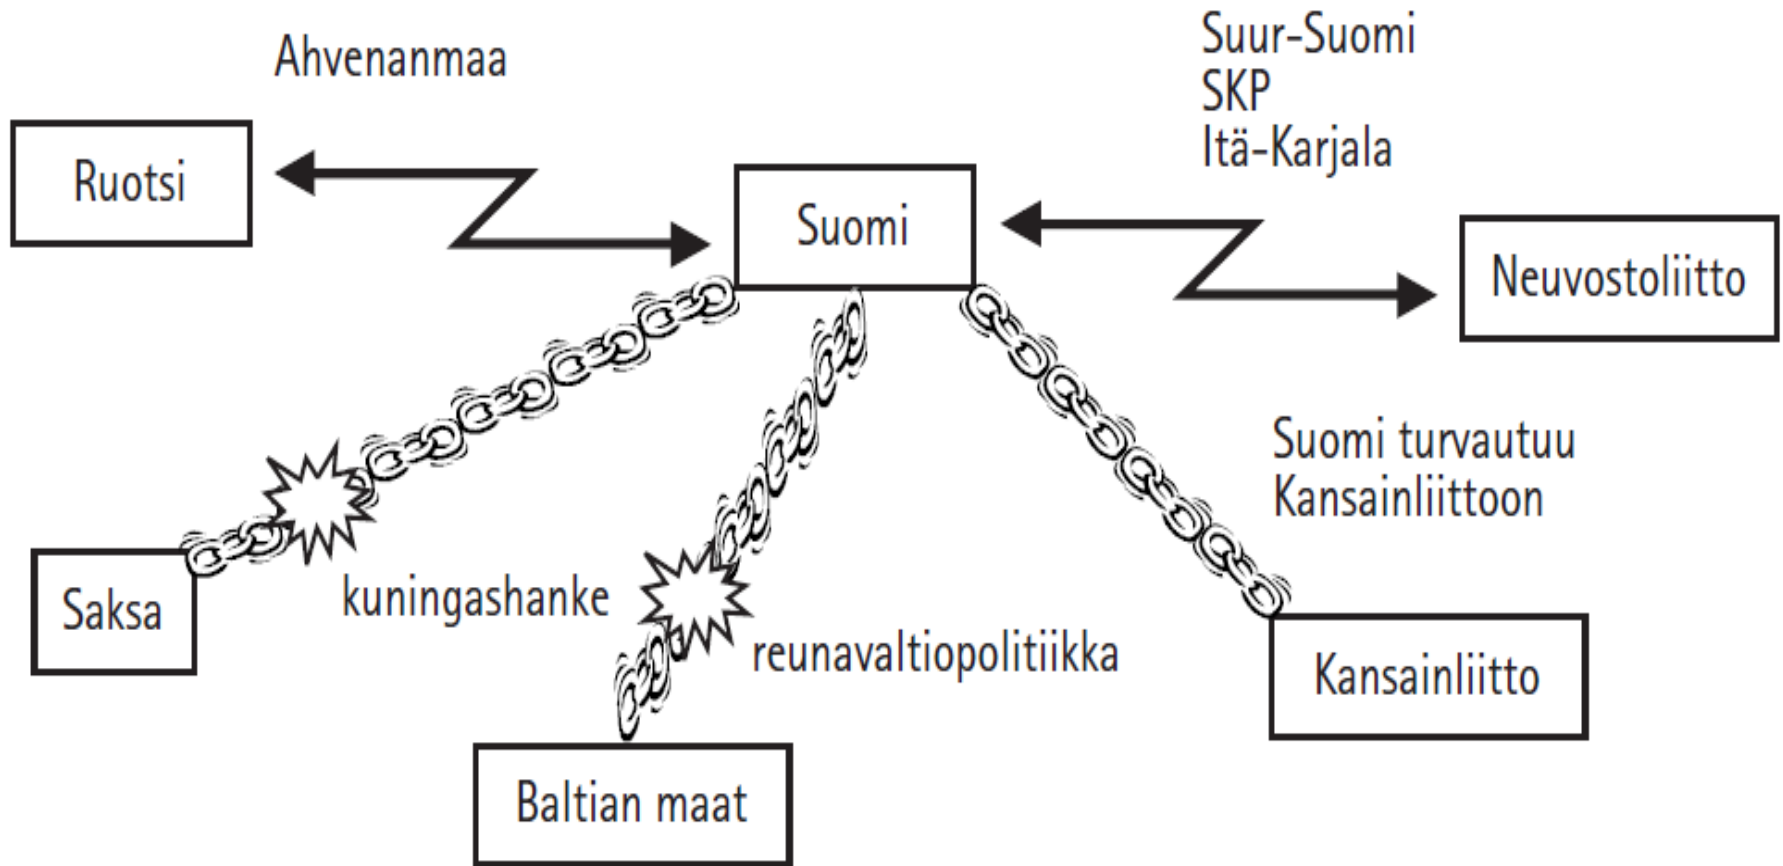 Ahvenanmaa
Suur-Suomi
SKP
Itä-Karjala
Ruotsi
Suomi
Neuvostoliitto
Suomi turvautuu
Kansainliittoon
Saksa
kuningashanke
reunavaltiopolitiikka
Kansainliitto
Baltian maat